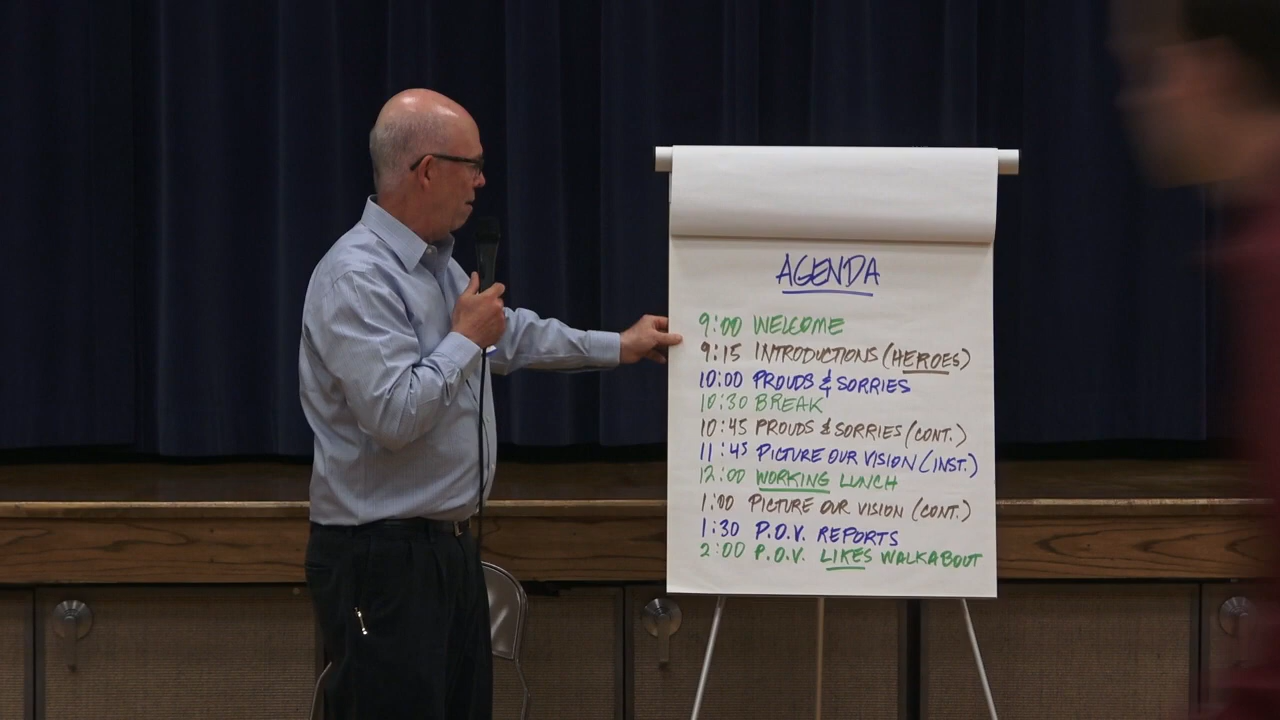 AGENDA
9:00 WELCOME
9:15 INTRODUCTIONS (HEROES)
10:00 PROUDS & SORRIES
10:30 BREAK
10:45 PROUDS & SORRIES (CONT.)
11:45 PICTURE OUR VISION (INST.)
12:00 WORKING LUNCH
1:00 PICTURE OUR VISION (CONT.)
1:30 P.O.V. REPORTS
2:00 P.O.V. LIKES WALKABOUT